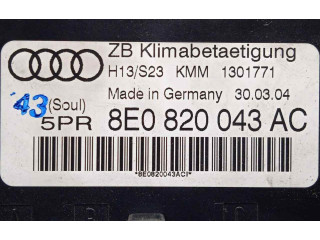 ZB Klimabetaetigung
H13/S23 KMM 1301771
Made in Germany 30.03.04
43 (Soul)
5PR 8E0 820 043 AC
*8E0820043ACI*